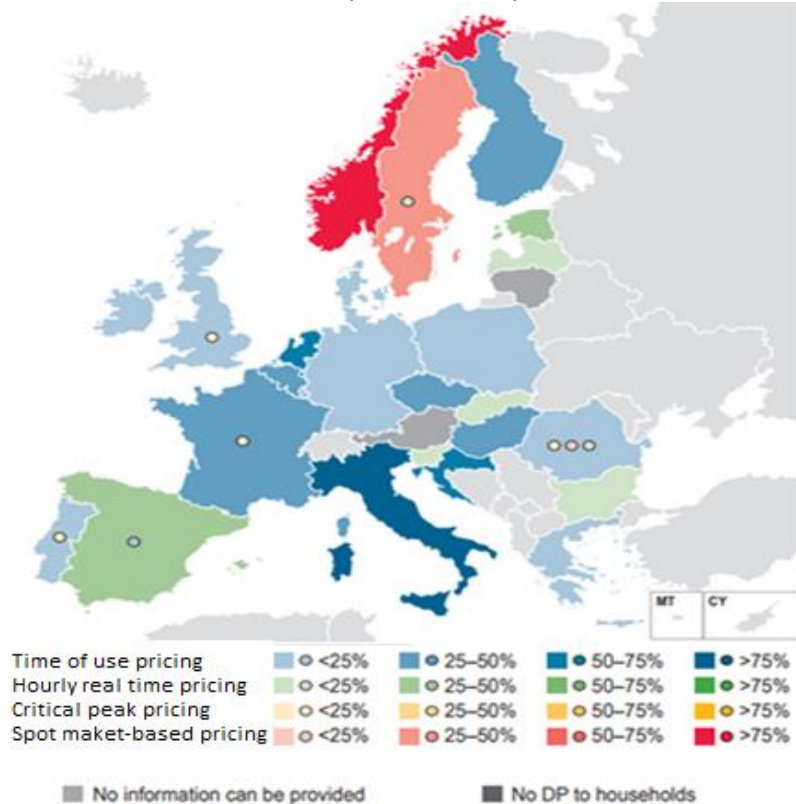 MT CY
Time of use pricing <25% 25–50% 50–75% >75%
Hourly real time pricing <25% 25–50% 50–75% >75%
Critical peak pricing <25% 25–50% 50–75% >75%
Spot maket-based pricing <25% 25–50% 50–75% >75%
No information can be provided No DP to households